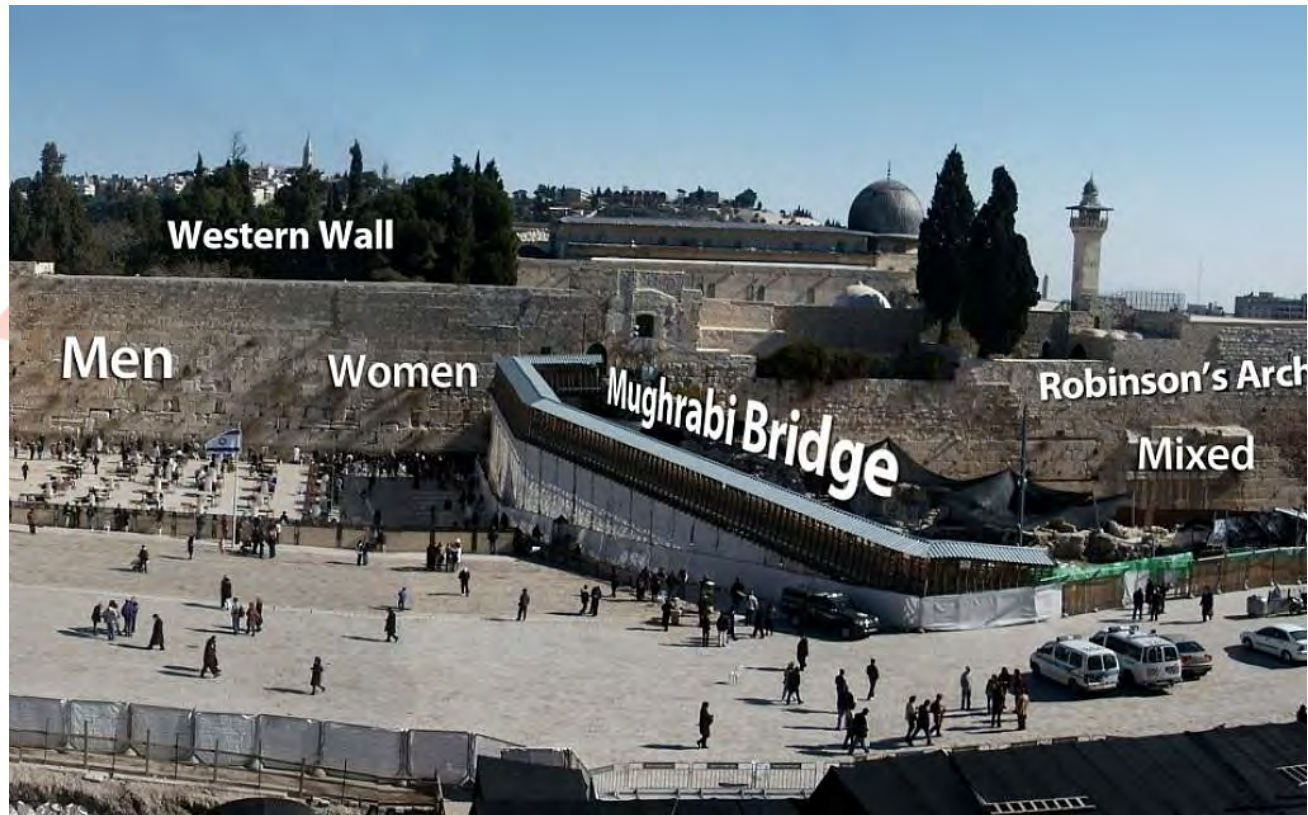 Western Wall
Men
Women
Mughrabi Bridge
Robinson's Arch
Mixed